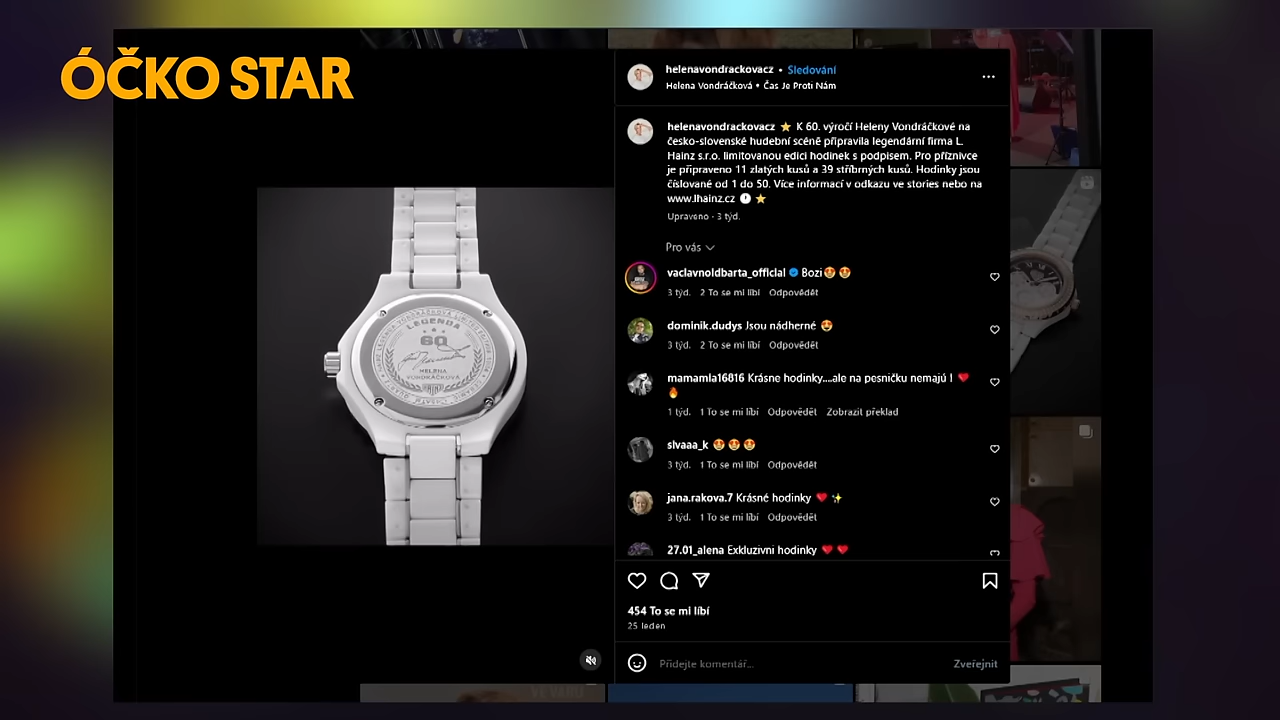 ÓČKO STAR
helenavondrackovacz • Sledování
Helena Vondráčková • Čas Je Proti Nám
helenavondrackovacz ⭐ K 60. výročí Heleny Vondráčkové na
česko-slovenské hudební scéně připravila legendární firma L.
Hainz s.r.o. limitovanou edici hodinek s podpisem. Pro příznivce
je připraveno 11 zlatých kusů a 39 stříbrných kusů. Hodinky jsou
číslované od 1 do 50. Více informací v odkazu ve stories nebo na
www.lhainz.cz 🕐 ⭐
Upraveno · 3 týd.
Pro vás
vaclavnoidbarta_official Bozi😍😍
3 týd. 2 To se mi líbí Odpovědět
dominik.dudys Jsou nádherné 😍
3 týd. 2 To se mi líbí Odpovědět
mamamla16816 Krásne hodinky....ale na pesničku nemajú ! ❤️
🔥
1 týd. 1 To se mi líbí Odpovědět Zobrazit překlad
slvaaa_k 😍😍😍
3 týd. 1 To se mi líbí Odpovědět
jana.rakova.7 Krásné hodinky ❤️ ✨
3 týd. 1 To se mi líbí Odpovědět
27.01_alena Exkluzivni hodinky ❤️❤️
454 To se mi líbí
25 leden
Přidejte komentář...
Zveřejnit
LEGENDA
60
HELENA
VONDRÁČKOVÁ